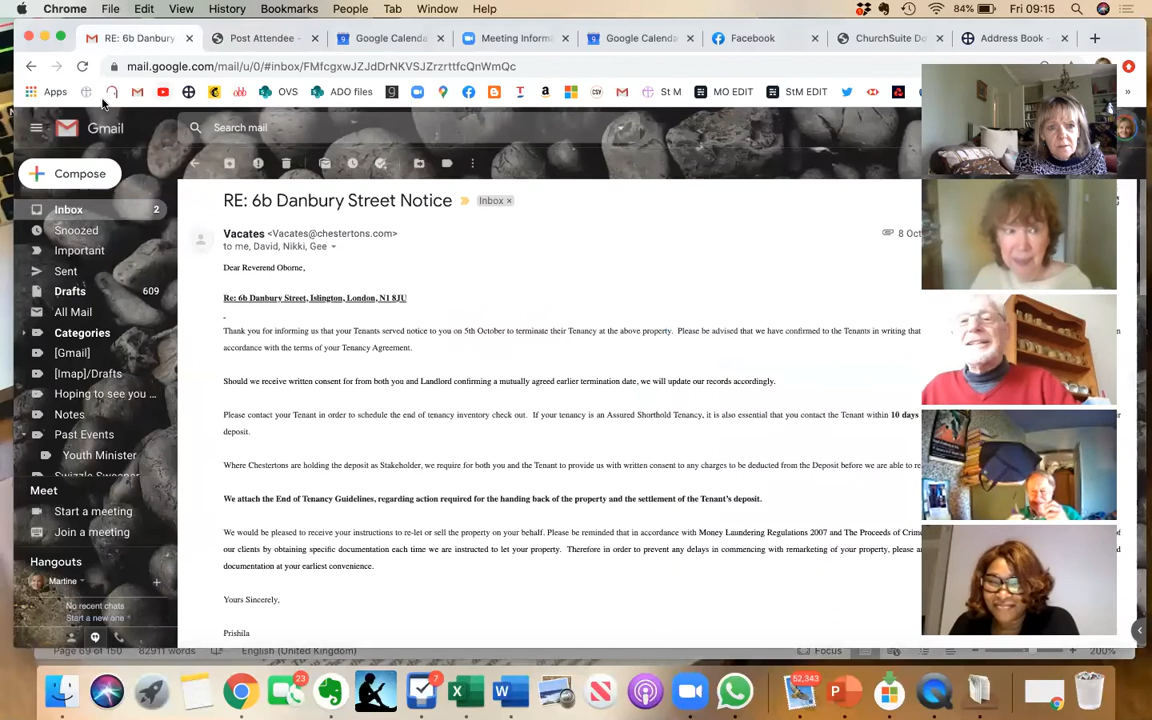 Chrome File Edit View History Bookmarks People Tab Window Help 84% Fri 09:15
RE: 6b Danbury Post Attendee - Google Calenda Meeting Informa Google Calenda Facebook ChurchSuite Do Address Book -
mail.google.com/mail/u/0/#inbox/FMfcgxwJZJdDrNKVSJZrzrttfcQnWmQc
Apps OVS ADO files St M MO EDIT StM EDIT »
Gmail
Search mail
Compose
Inbox 2
Snoozed
Important
Sent
Drafts 609
All Mail
Categories
[Gmail]
[Imap]/Drafts
Hoping to see you ...
Notes
Past Events
Youth Minister
Swizzle Sweeper
Meet
Start a meeting
Join a meeting
Hangouts
Martine
No recent chats
Start a new one
RE: 6b Danbury Street Notice Inbox ×
Vacates <Vacates@chestertons.com> 8 Oct
to me, David, Nikki, Gee
Dear Reverend Oborne,
Re: 6b Danbury Street, Islington, London, N1 8JU
Thank you for informing us that your Tenants served notice to you on 5th October to terminate their Tenancy at the above property. Please be advised that we have confirmed to the Tenants in writing that
accordance with the terms of your Tenancy Agreement.
Should we receive written consent for from both you and Landlord confirming a mutually agreed earlier termination date, we will update our records accordingly.
Please contact your Tenant in order to schedule the end of tenancy inventory check out. If your tenancy is an Assured Shorthold Tenancy, it is also essential that you contact the Tenant within 10 days
deposit.
Where Chestertons are holding the deposit as Stakeholder, we require for both you and the Tenant to provide us with written consent to any charges to be deducted from the Deposit before we are able to re
We attach the End of Tenancy Guidelines, regarding action required for the handing back of the property and the settlement of the Tenant's deposit.
We would be pleased to receive your instructions to re-let or sell the property on your behalf. Please be reminded that in accordance with Money Laundering Regulations 2007 and The Proceeds of Crime
our clients by obtaining specific documentation each time we are instructed to let your property. Therefore in order to prevent any delays in commencing with remarketing of your property, please a
documentation at your earliest convenience.
Yours Sincerely,
Prishila
Page 69 of 150 82911 words English (United Kingdom) Focus 200%
23 7 52,343